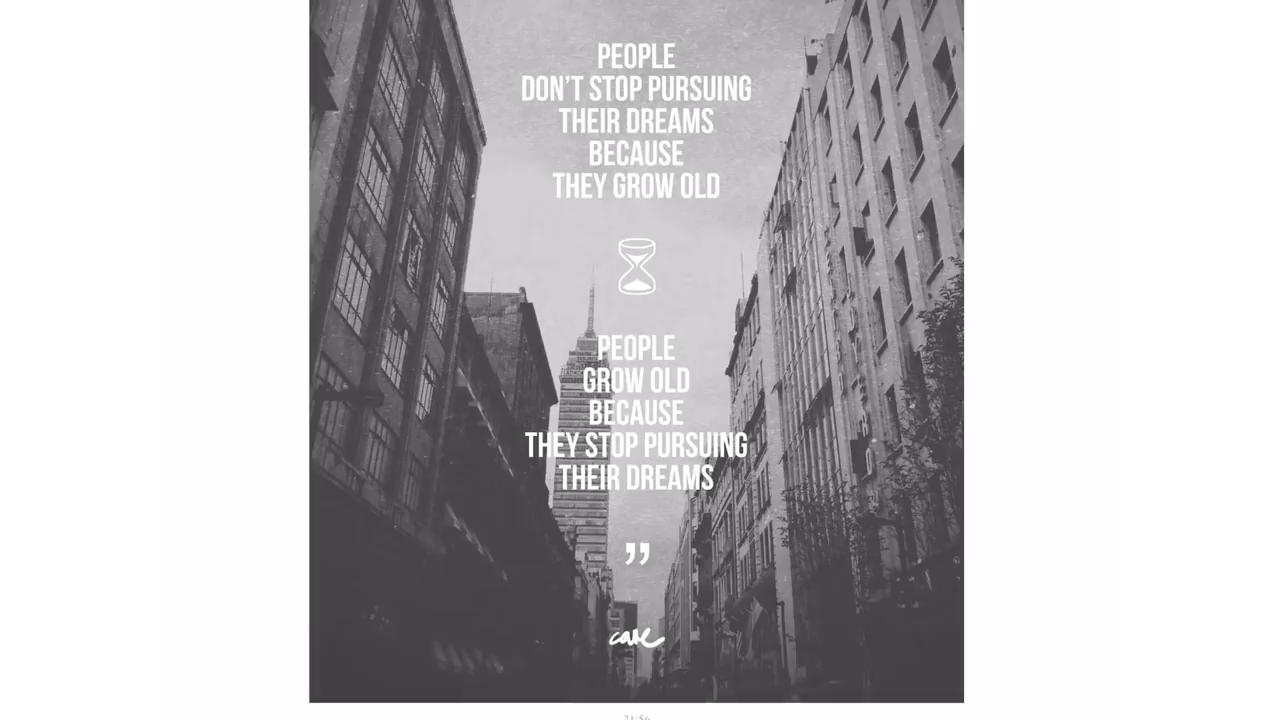 PEOPLE
DON'T STOP PURSUING
THEIR DREAMS
BECAUSE
THEY GROW OLD
PEOPLE
GROW OLD
BECAUSE
THEY STOP PURSUING
THEIR DREAMS
”